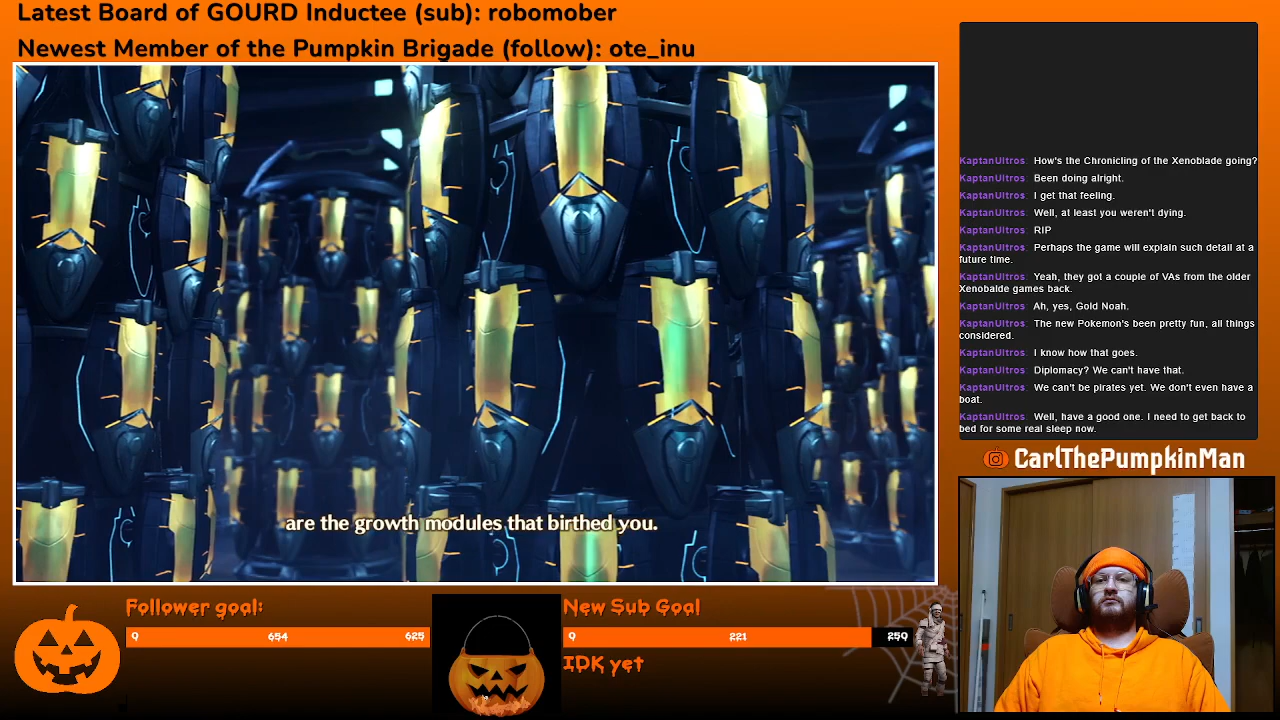 Latest Board of GOURD Inductee (sub): robomober
Newest Member of the Pumpkin Brigade (follow): ote_inu
are the growth modules that birthed you.
KaptanUltros: How's the Chronicling of the Xenoblade going?
KaptanUltros: Been doing alright.
KaptanUltros: I get that feeling.
KaptanUltros: Well, at least you weren't dying.
KaptanUltros: RIP
KaptanUltros: Perhaps the game will explain such detail at a
future time.
KaptanUltros: Yeah, they got a couple of VAs from the older
Xenobalde games back.
KaptanUltros: Ah, yes, Gold Noah.
KaptanUltros: The new Pokemon's been pretty fun, all things
considered.
KaptanUltros: I know how that goes.
KaptanUltros: Diplomacy? We can't have that.
KaptanUltros: We can't be pirates yet. We don't even have a
boat.
KaptanUltros: Well, have a good one. I need to get back to
bed for some real sleep now.
CarlThePumpkinMan
Follower goal:
0 654 625
New Sub Goal
0 221 250
IDK yet